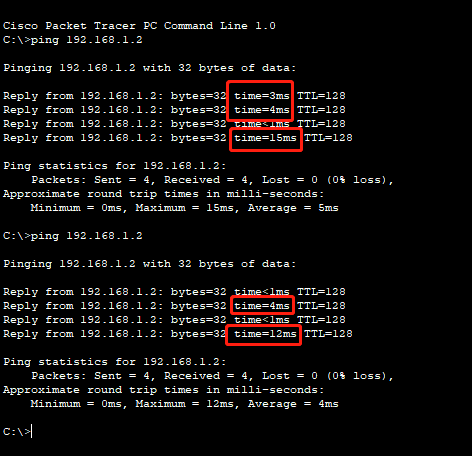 Cisco Packet Tracer PC Command Line 1.0
C:\>ping 192.168.1.2
Pinging 192.168.1.2 with 32 bytes of data:
Reply from 192.168.1.2: bytes=32 time=3ms TTL=128
Reply from 192.168.1.2: bytes=32 time=4ms TTL=128
Reply from 192.168.1.2: bytes=32 time<1ms TTL=128
Reply from 192.168.1.2: bytes=32 time=15ms TTL=128
Ping statistics for 192.168.1.2:
Packets: Sent = 4, Received = 4, Lost = 0 (0% loss),
Approximate round trip times in milli-seconds:
Minimum = 0ms, Maximum = 15ms, Average = 5ms
C:\>ping 192.168.1.2
Pinging 192.168.1.2 with 32 bytes of data:
Reply from 192.168.1.2: bytes=32 time<1ms TTL=128
Reply from 192.168.1.2: bytes=32 time=4ms TTL=128
Reply from 192.168.1.2: bytes=32 time<1ms TTL=128
Reply from 192.168.1.2: bytes=32 time=12ms TTL=128
Ping statistics for 192.168.1.2:
Packets: Sent = 4, Received = 4, Lost = 0 (0% loss),
Approximate round trip times in milli-seconds:
Minimum = 0ms, Maximum = 12ms, Average = 4ms
C:\>